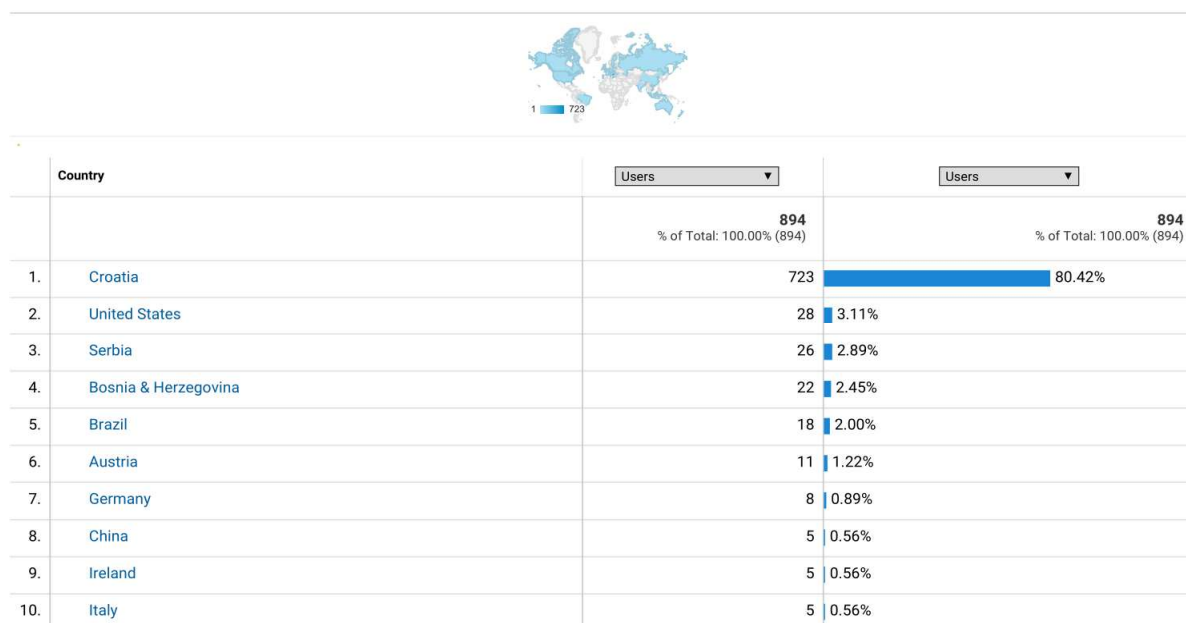 1 723
Country Users ▼ Users ▼
894 894
% of Total: 100.00% (894) % of Total: 100.00% (894)
1. Croatia 723 80.42%
2. United States 28 3.11%
3. Serbia 26 2.89%
4. Bosnia & Herzegovina 22 2.45%
5. Brazil 18 2.00%
6. Austria 11 1.22%
7. Germany 8 0.89%
8. China 5 0.56%
9. Ireland 5 0.56%
10. Italy 5 0.56%